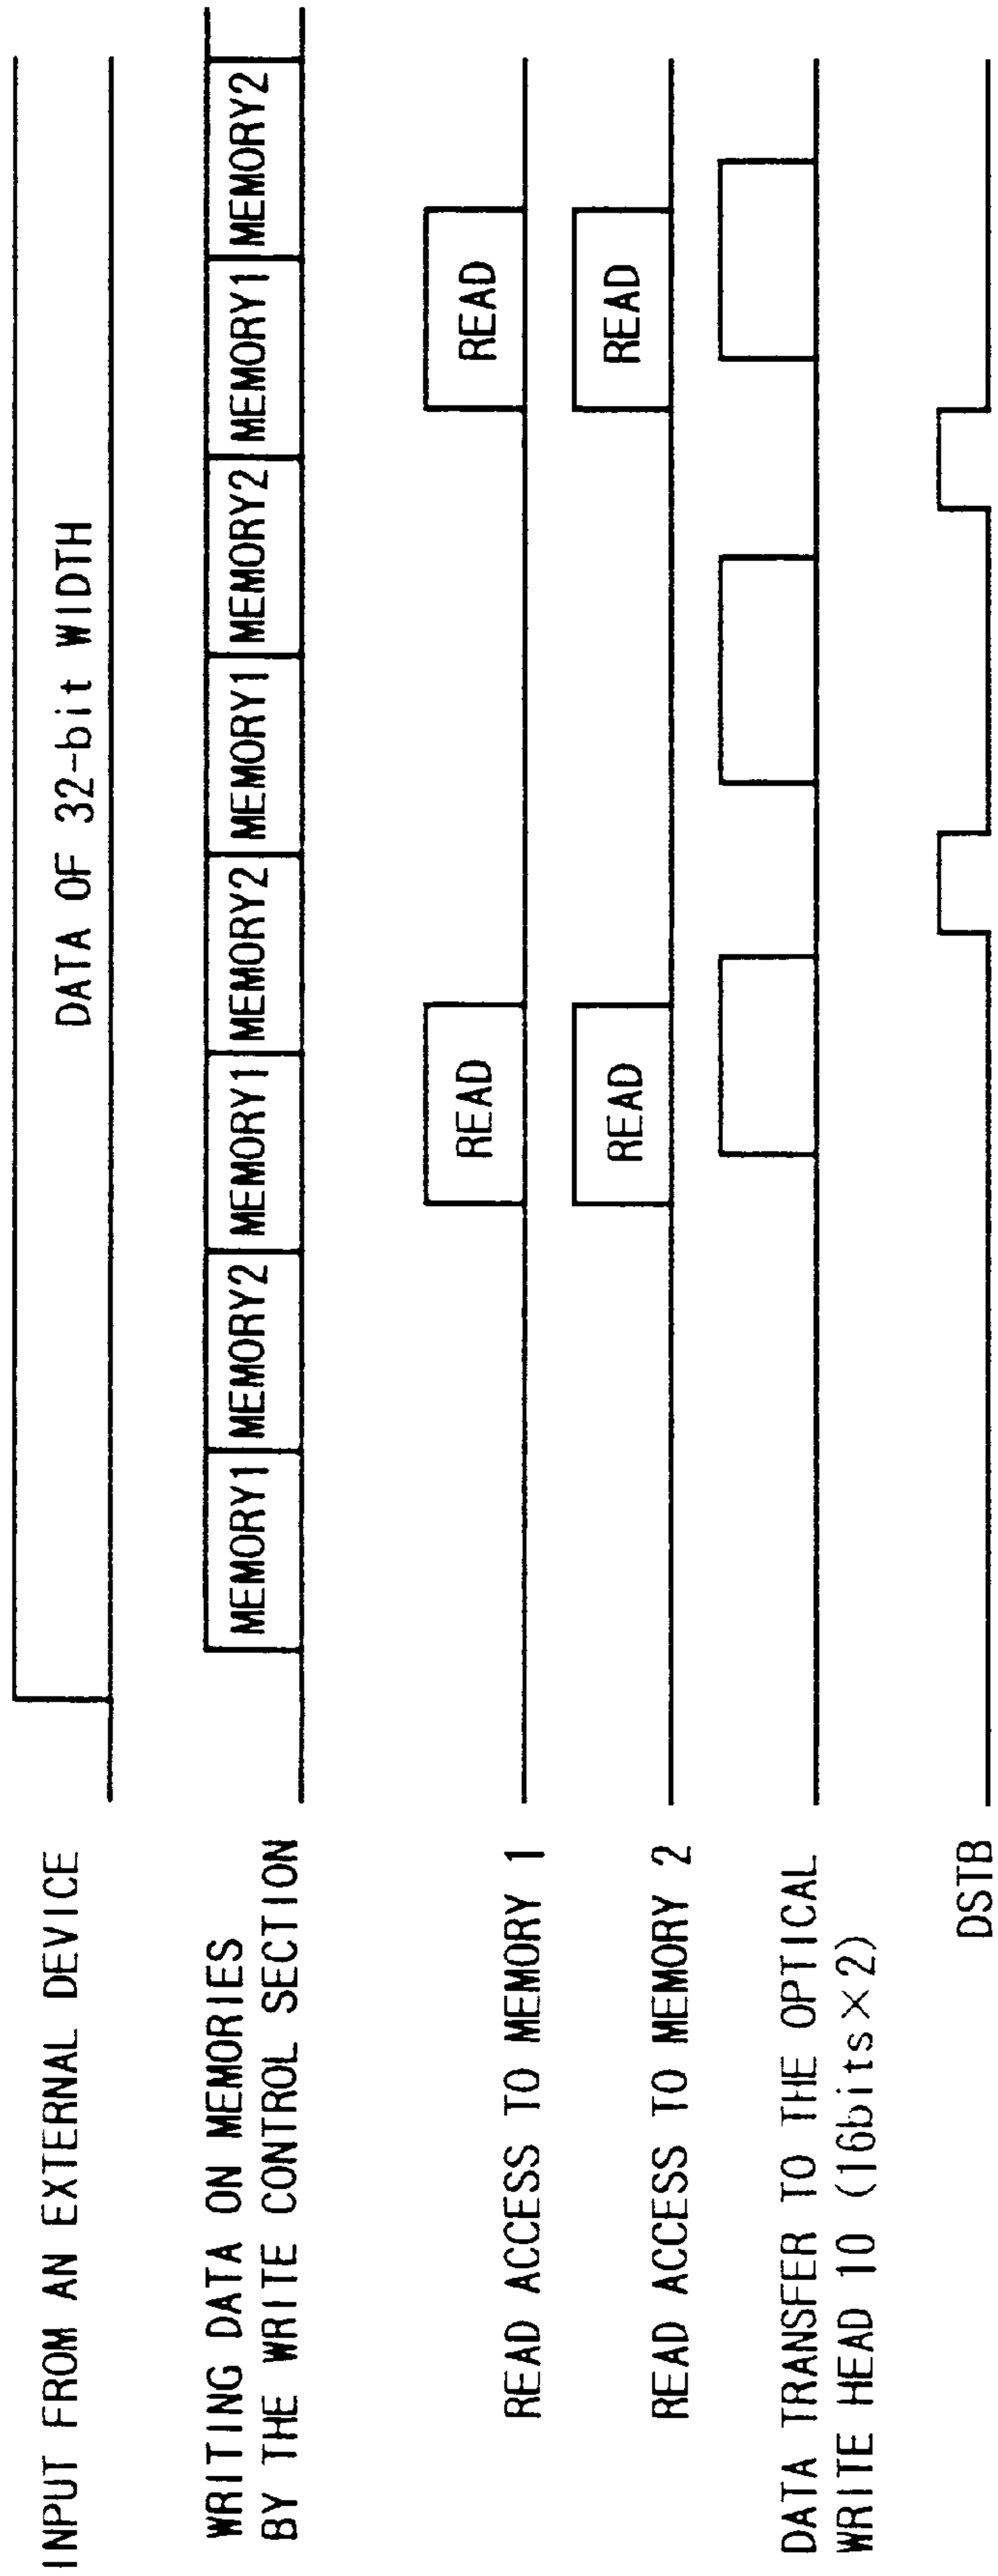 INPUT FROM AN EXTERNAL DEVICE
DATA OF 32-bit WIDTH
WRITING DATA ON MEMORIES
BY THE WRITE CONTROL SECTION
MEMORY1 MEMORY2 MEMORY1 MEMORY2 MEMORY1 MEMORY2 MEMORY1 MEMORY2
READ ACCESS TO MEMORY 1
READ READ
READ ACCESS TO MEMORY 2
READ READ
DATA TRANSFER TO THE OPTICAL
WRITE HEAD 10 (16bits×2)
DSTB